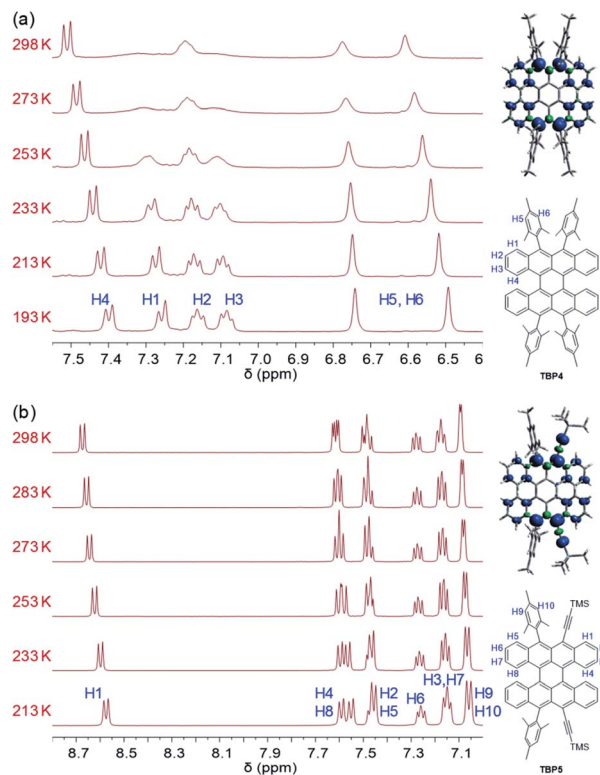 (a)
298 K
273 K
253 K
233 K
213 K
193 K
H4 H1 H2 H3 H5, H6
7.5 7.4 7.3 7.2 7.1 7.0 6.9 6.8 6.7 6.6 6.5 6
δ (ppm)
H5 H6
H1
H2
H3
H4
TBP4
(b)
298 K
283 K
273 K
253 K
233 K
213 K
H1 H4 H8 H2 H5 H6 H3, H7 H9 H10
8.7 8.5 8.3 8.1 7.9 7.7 7.5 7.3 7.1
δ (ppm)
TMS
H9 H10
H5 H1
H6
H7
H8 H4
TMS
TBP5